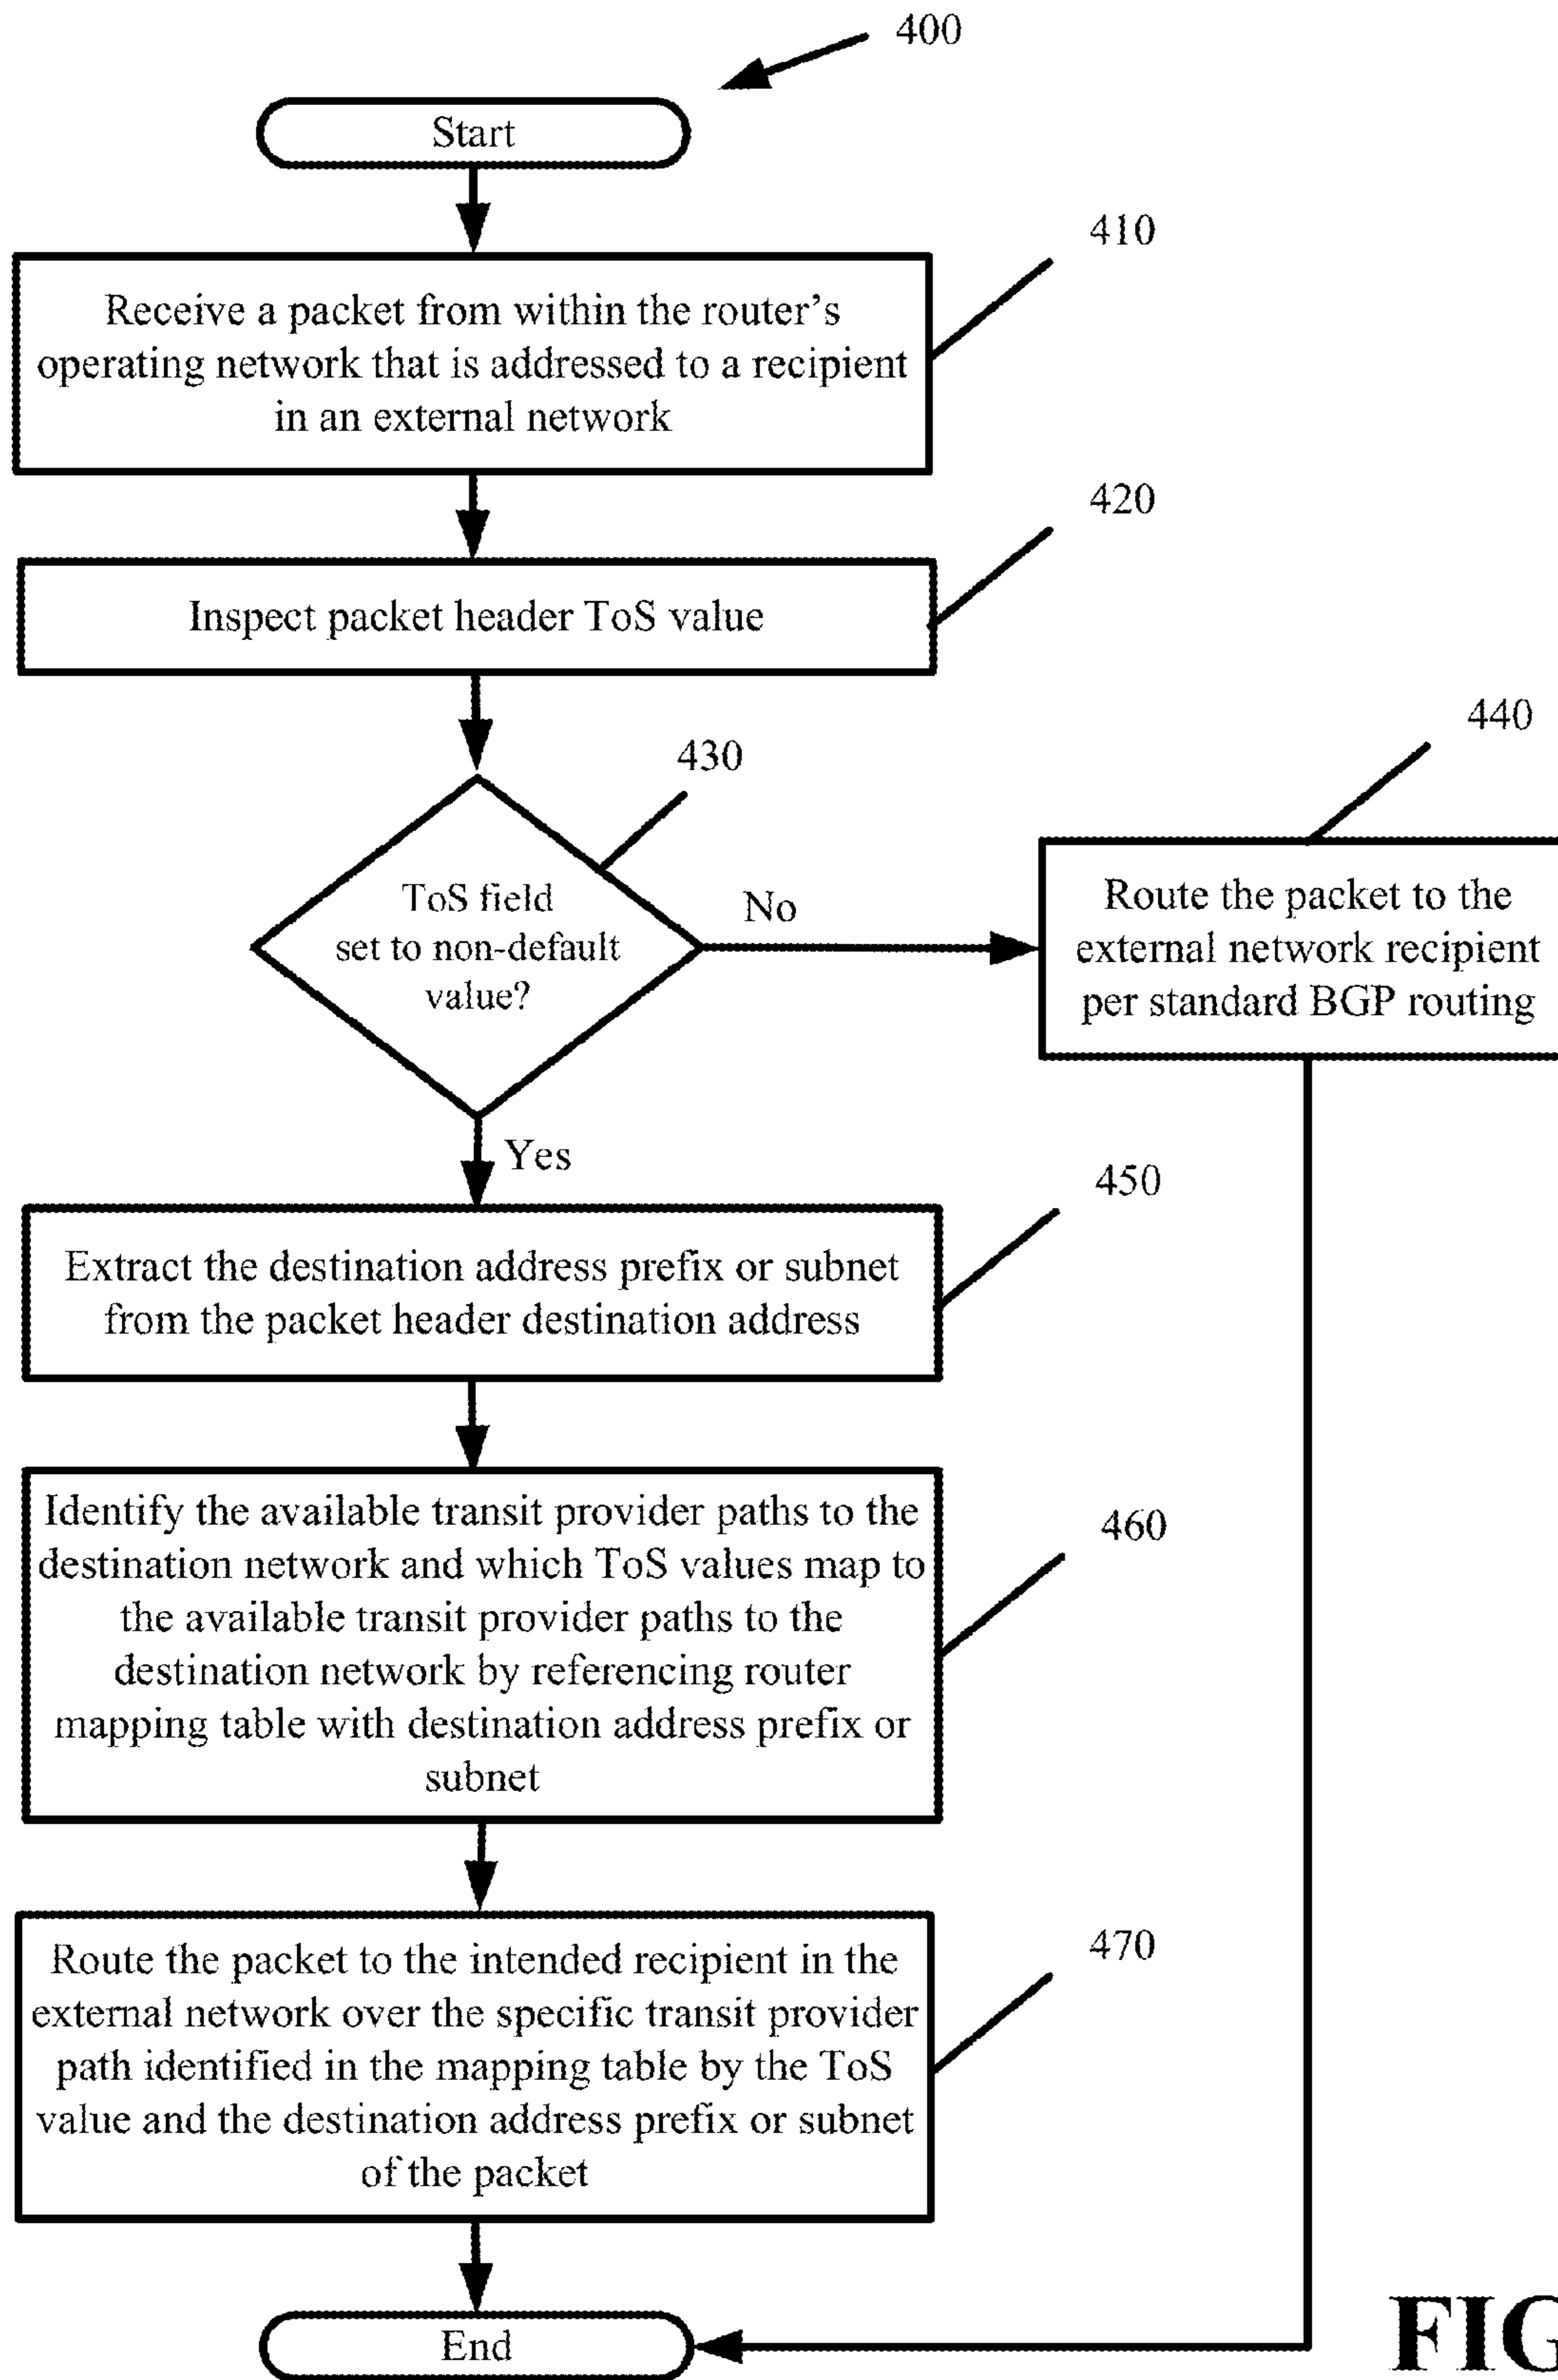 400
Start
410
Receive a packet from within the router's
operating network that is addressed to a recipient
in an external network
420
Inspect packet header ToS value
430
440
ToS field
set to non-default
value?
No
Route the packet to the
external network recipient
per standard BGP routing
Yes
450
Extract the destination address prefix or subnet
from the packet header destination address
460
Identify the available transit provider paths to the
destination network and which ToS values map to
the available transit provider paths to the
destination network by referencing router
mapping table with destination address prefix or
subnet
470
Route the packet to the intended recipient in the
external network over the specific transit provider
path identified in the mapping table by the ToS
value and the destination address prefix or subnet
of the packet
End
FIG